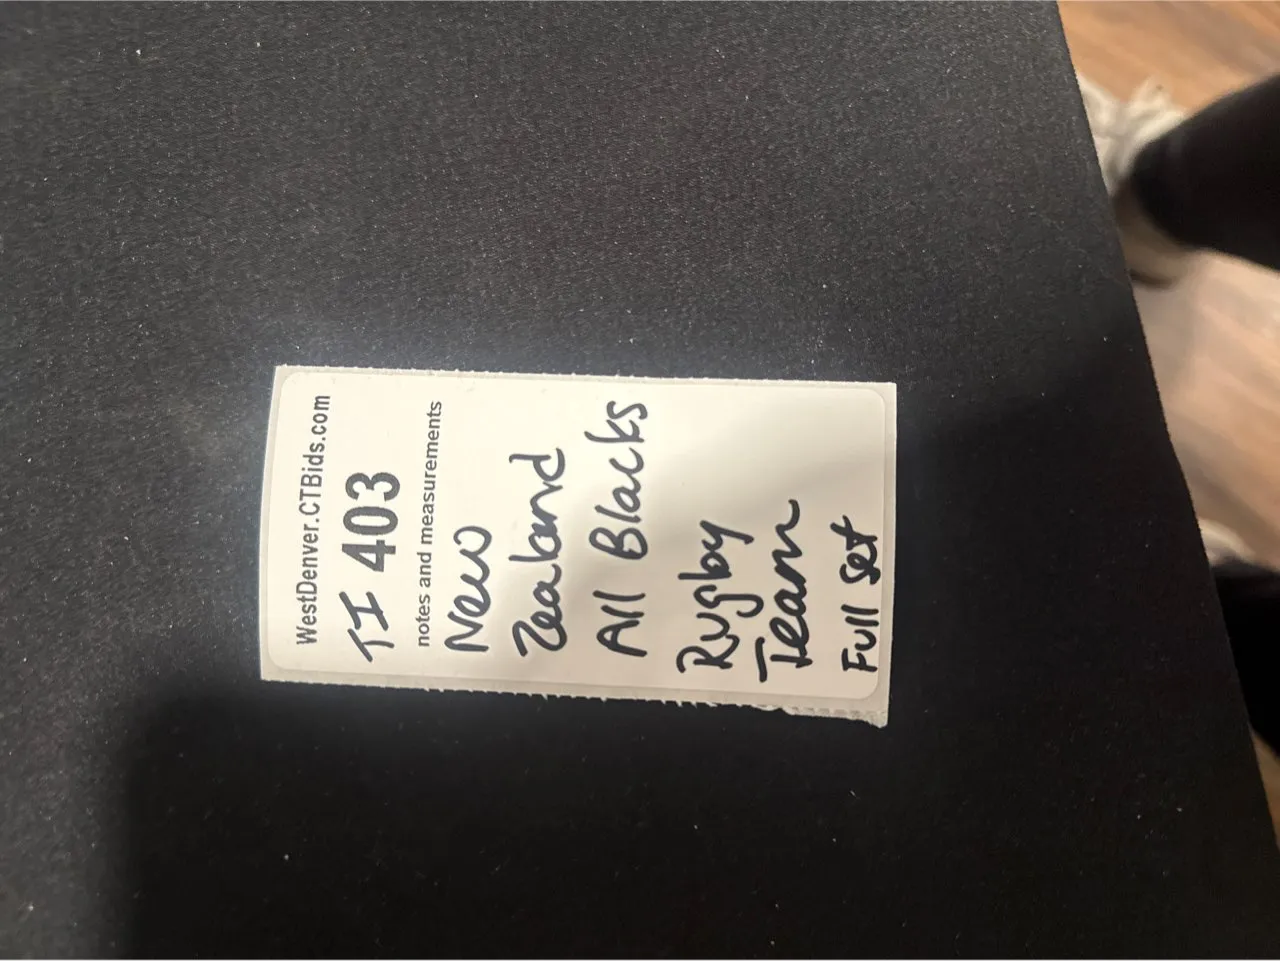 WestDenver.CTBids.com
TI 403
notes and measurements
New
Zealand
All Blacks
Rugby
Team
Full Set